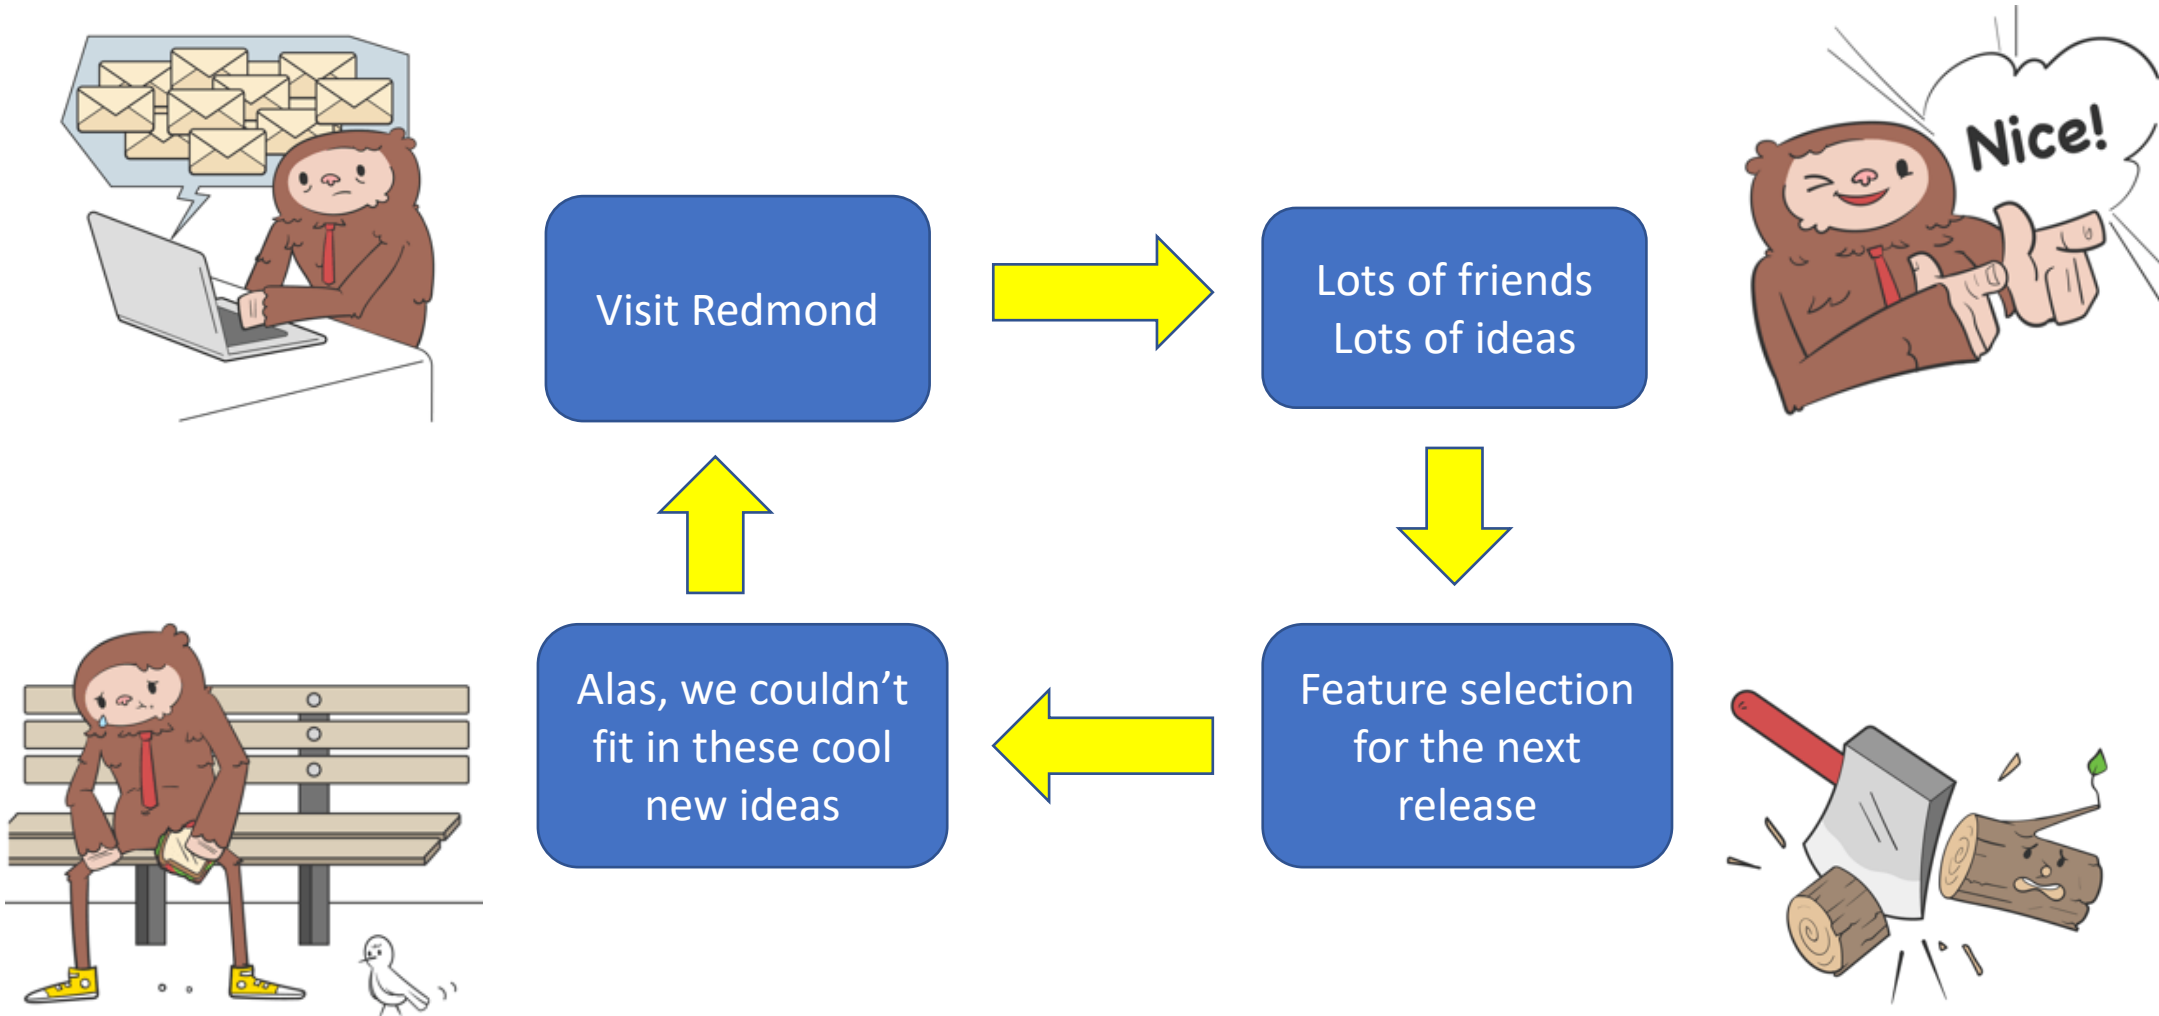 Nice!
Visit Redmond
Lots of friends
Lots of ideas
Alas, we couldn’t
fit in these cool
new ideas
Feature selection
for the next
release